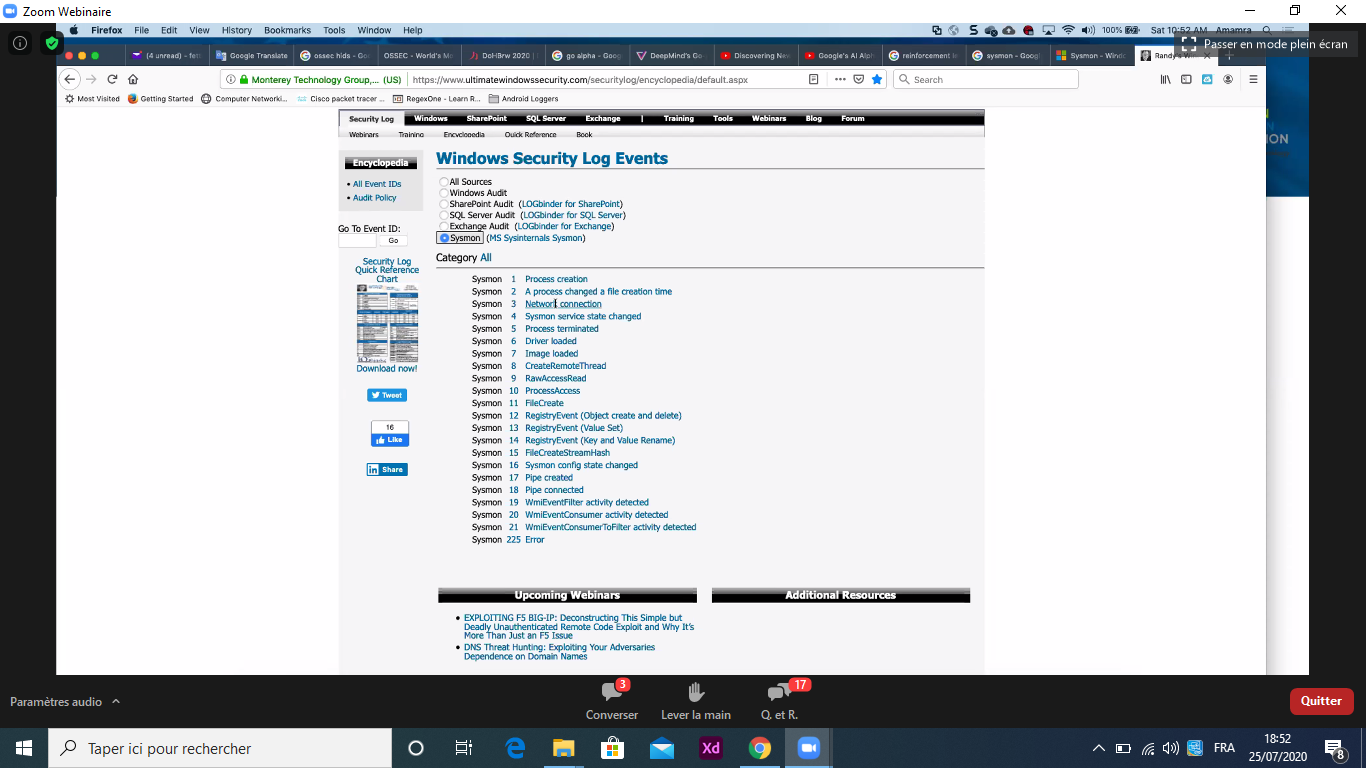 Zoom Webinaire
Firefox File Edit View History Bookmarks Tools Window Help
100% Sat 10:52 AM Amamra
Passer en mode plein écran
(4 unread) - fet
Google Translate
ossec hids - Go
OSSEC - World's M
DoHBrw 2020 |
go alpha - Goog
DeepMind's Go
Discovering Nex
Google's AI Alph
reinforcement le
sysmon - Googl
Sysmon - Windo
Monterey Technology Group,... (US) https://www.ultimatewindowssecurity.com/securitylog/encyclopedia/default.aspx
Search
Most Visited Getting Started Computer Networki... Cisco packet tracer ... RegexOne - Learn R... Android Loggers
Security Log Windows SharePoint SQL Server Exchange | Training Tools Webinars Blog Forum
Webinars Training Encyclopedia Quick Reference Book
Encyclopedia
• All Event IDs
• Audit Policy
Go To Event ID:
Go
Security Log
Quick Reference
Chart
Download now!
Tweet
16
Like
in Share
Windows Security Log Events
All Sources
Windows Audit
SharePoint Audit (LOGbinder for SharePoint)
SQL Server Audit (LOGbinder for SQL Server)
Exchange Audit (LOGbinder for Exchange)
Sysmon (MS Sysinternals Sysmon)
Category All
Sysmon 1 Process creation
Sysmon 2 A process changed a file creation time
Sysmon 3 Network connection
Sysmon 4 Sysmon service state changed
Sysmon 5 Process terminated
Sysmon 6 Driver loaded
Sysmon 7 Image loaded
Sysmon 8 CreateRemoteThread
Sysmon 9 RawAccessRead
Sysmon 10 ProcessAccess
Sysmon 11 FileCreate
Sysmon 12 RegistryEvent (Object create and delete)
Sysmon 13 RegistryEvent (Value Set)
Sysmon 14 RegistryEvent (Key and Value Rename)
Sysmon 15 FileCreateStreamHash
Sysmon 16 Sysmon config state changed
Sysmon 17 Pipe created
Sysmon 18 Pipe connected
Sysmon 19 WmiEventFilter activity detected
Sysmon 20 WmiEventConsumer activity detected
Sysmon 21 WmiEventConsumerToFilter activity detected
Sysmon 225 Error
Upcoming Webinars
• EXPLOITING F5 BIG-IP: Deconstructing This Simple but
Deadly Unauthenticated Remote Code Exploit and Why It's
More Than Just an F5 Issue
• DNS Threat Hunting: Exploiting Your Adversaries
Dependence on Domain Names
Additional Resources
ION
Paramètres audio
3
Converser
Lever la main
17
Q. et R.
Quitter
Taper ici pour rechercher
Xd
FRA
18:52
25/07/2020
8